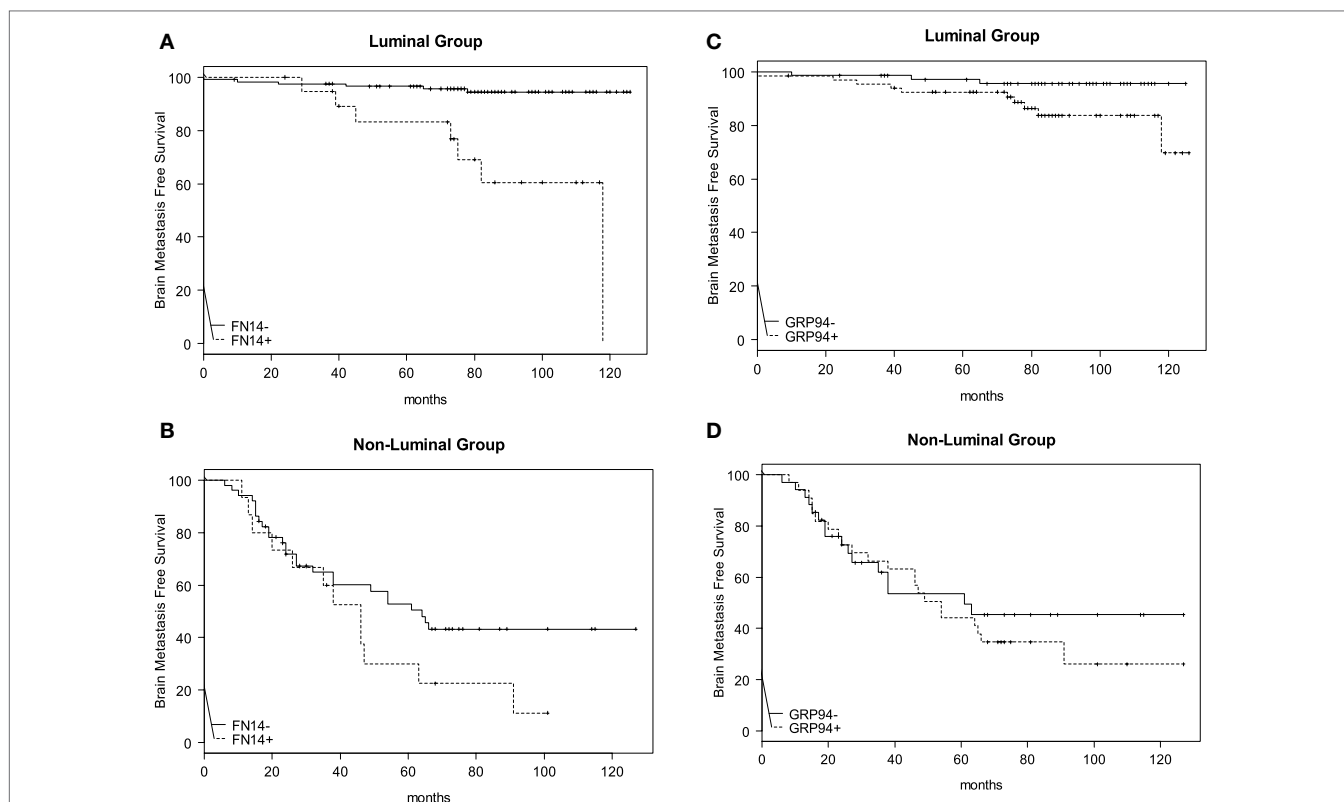 A
Luminal Group
Brain Metastasis Free Survival
100
80
60
40
20
0
FN14-
FN14+
0 20 40 60 80 100 120
months
C
Luminal Group
Brain Metastasis Free Survival
100
80
60
40
20
0
GRP94-
GRP94+
0 20 40 60 80 100 120
months
B
Non-Luminal Group
Brain Metastasis Free Survival
100
80
60
40
20
0
FN14-
FN14+
0 20 40 60 80 100 120
months
D
Non-Luminal Group
Brain Metastasis Free Survival
100
80
60
40
20
0
GRP94-
GRP94+
0 20 40 60 80 100 120
months